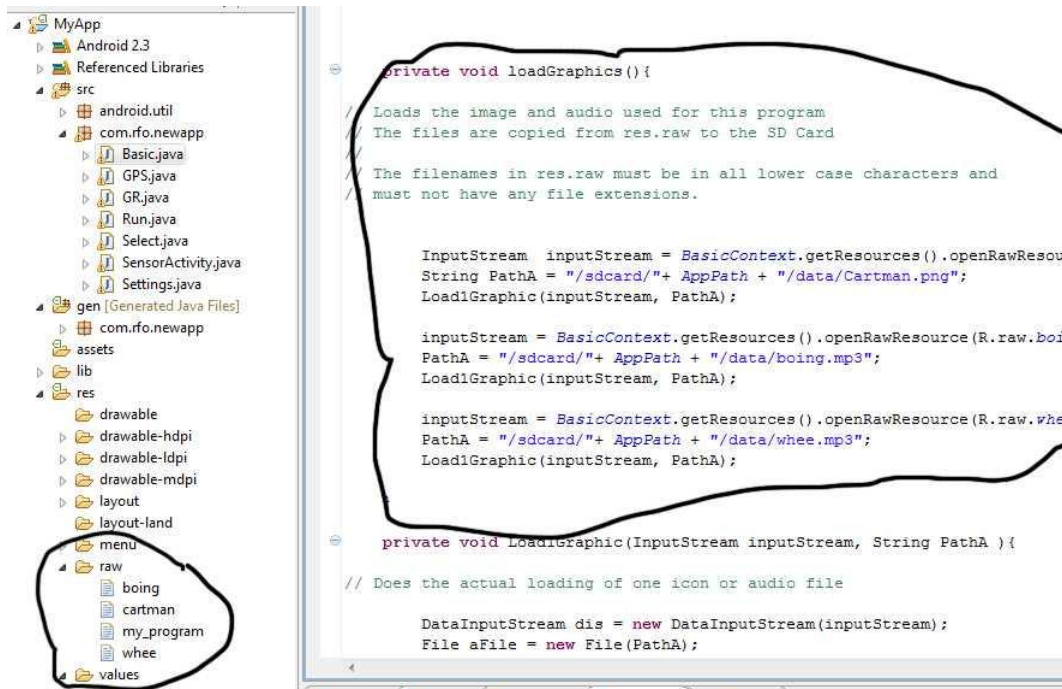 MyApp
Android 2.3
Referenced Libraries
src
android.util
com.rfo.newapp
Basic.java
GPS.java
GR.java
Run.java
Select.java
SensorActivity.java
Settings.java
gen [Generated Java Files]
com.rfo.newapp
assets
lib
res
drawable
drawable-hdpi
drawable-ldpi
drawable-mdpi
layout
layout-land
menu
raw
boing
cartman
my_program
whee
values
private void loadGraphics(){
// Loads the image and audio used for this program
// The files are copied from res.raw to the SD Card
//
// The filenames in res.raw must be in all lower case characters and
// must not have any file extensions.
InputStream inputStream = BasicContext.getResources().openRawResou
String PathA = "/sdcard/"+ AppPath + "/data/Cartman.png";
Load1Graphic(inputStream, PathA);
inputStream = BasicContext.getResources().openRawResource(R.raw.boi
PathA = "/sdcard/"+ AppPath + "/data/boing.mp3";
Load1Graphic(inputStream, PathA);
inputStream = BasicContext.getResources().openRawResource(R.raw.whe
PathA = "/sdcard/"+ AppPath + "/data/whee.mp3";
Load1Graphic(inputStream, PathA);
private void Load1Graphic(InputStream inputStream, String PathA ){
// Does the actual loading of one icon or audio file
DataInputStream dis = new DataInputStream(inputStream);
File aFile = new File(PathA);